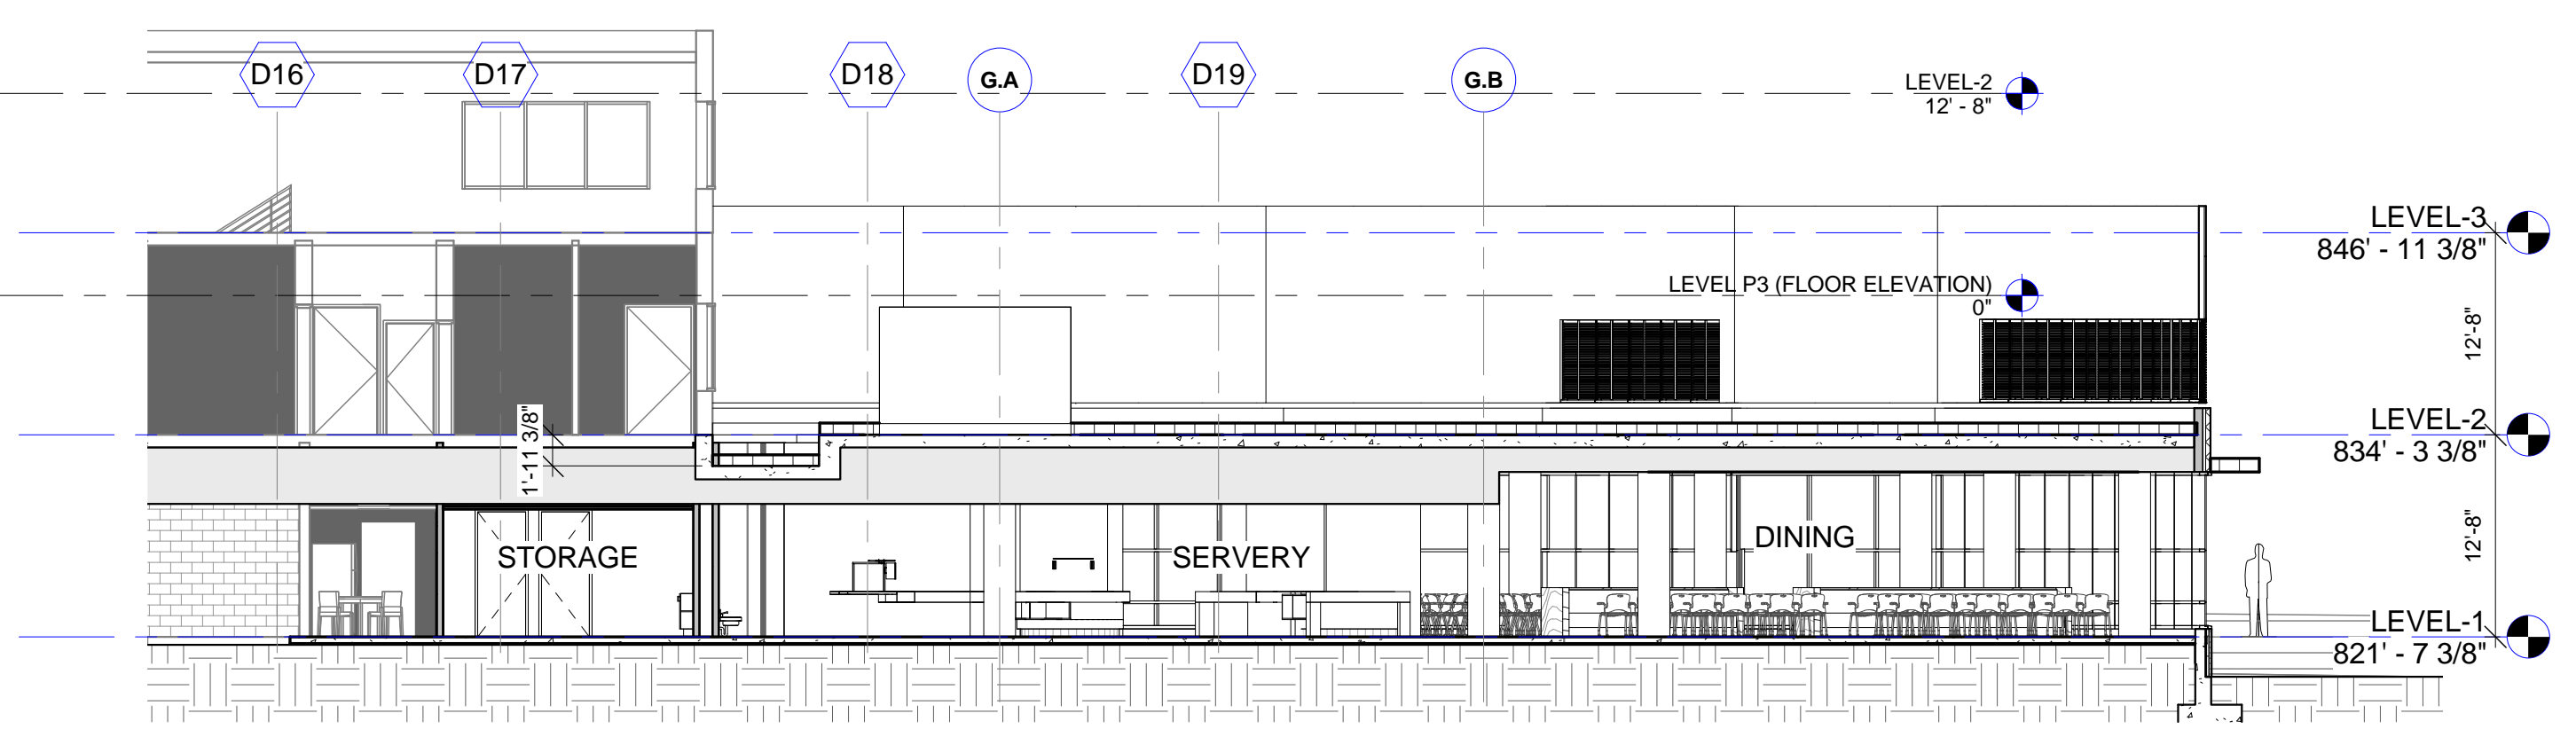 D16
D17
D18
G.A
D19
G.B
LEVEL-2
12' - 8"
LEVEL-3
846' - 11 3/8"
LEVEL P3 (FLOOR ELEVATION)
0"
12'-8"
1'-11 3/8"
LEVEL-2
834' - 3 3/8"
STORAGE
SERVERY
DINING
12'-8"
LEVEL-1
821' - 7 3/8"